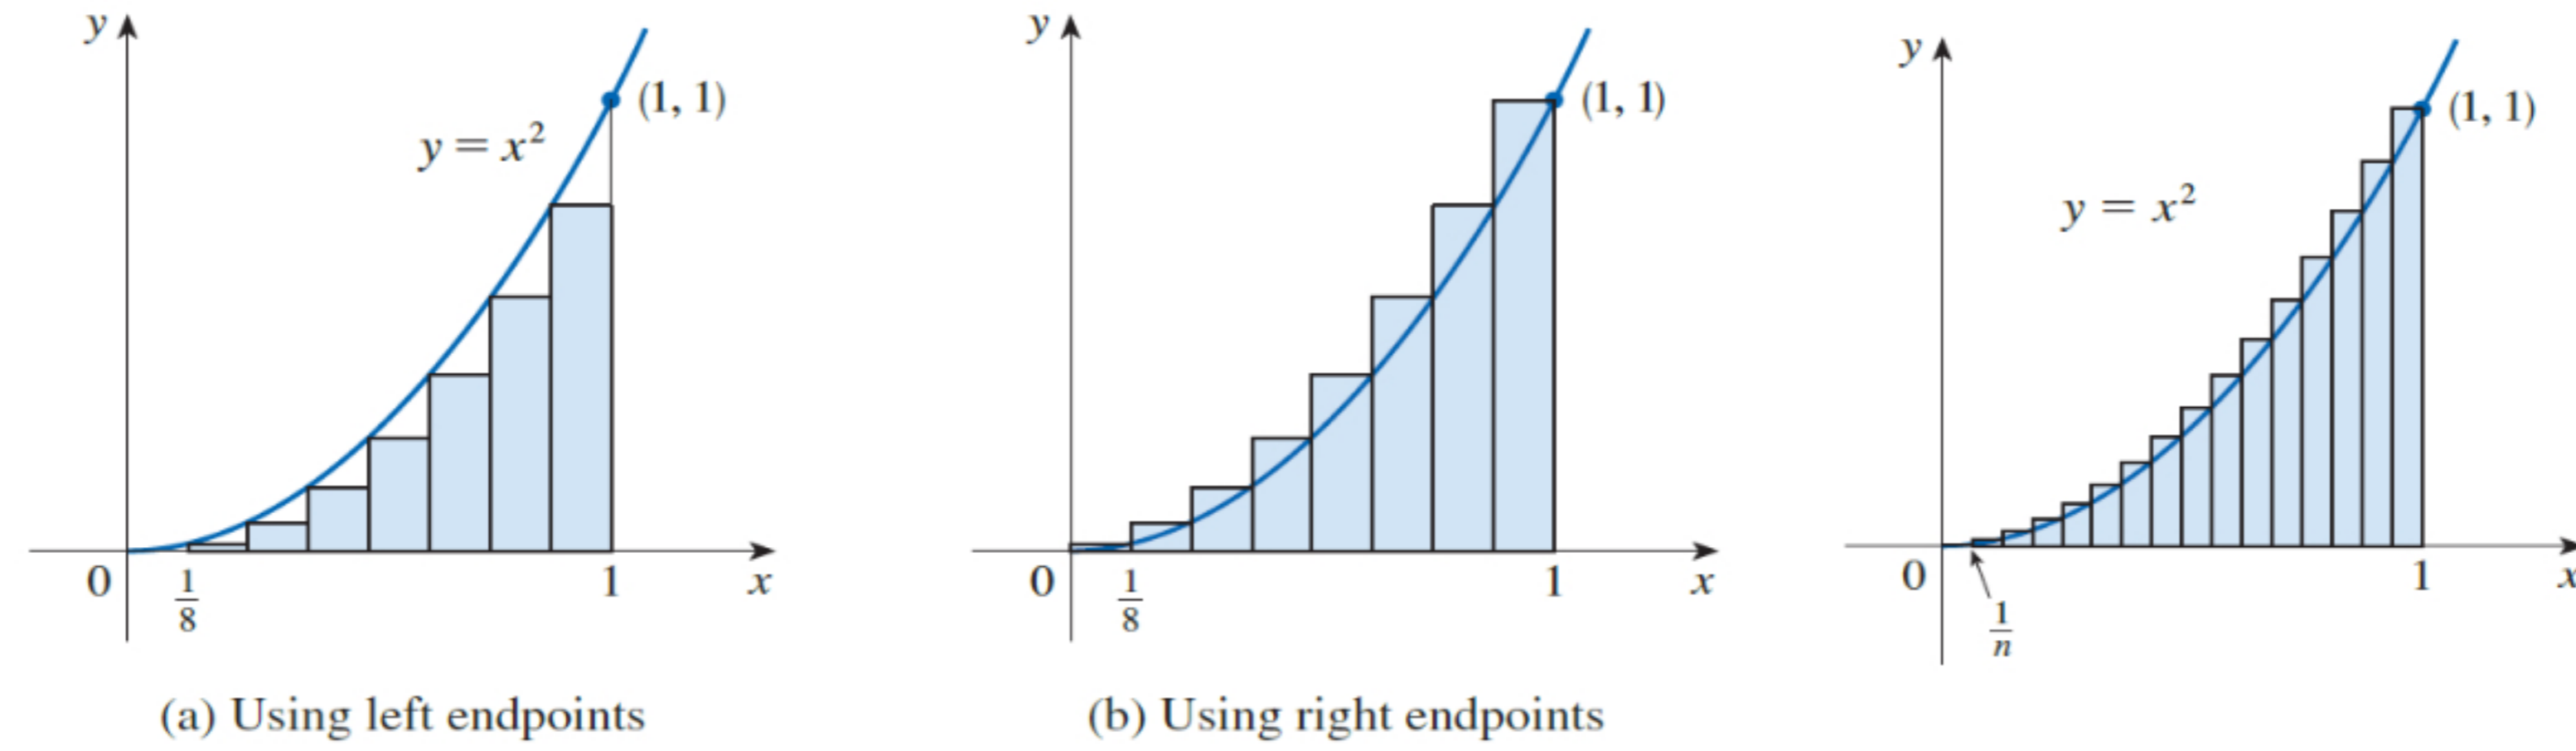 y
(1, 1)
y = x²
0
1/8
1
x
(a) Using left endpoints
y
(1, 1)
0
1/8
1
x
(b) Using right endpoints
y
(1, 1)
y = x²
0
1/n
1
x